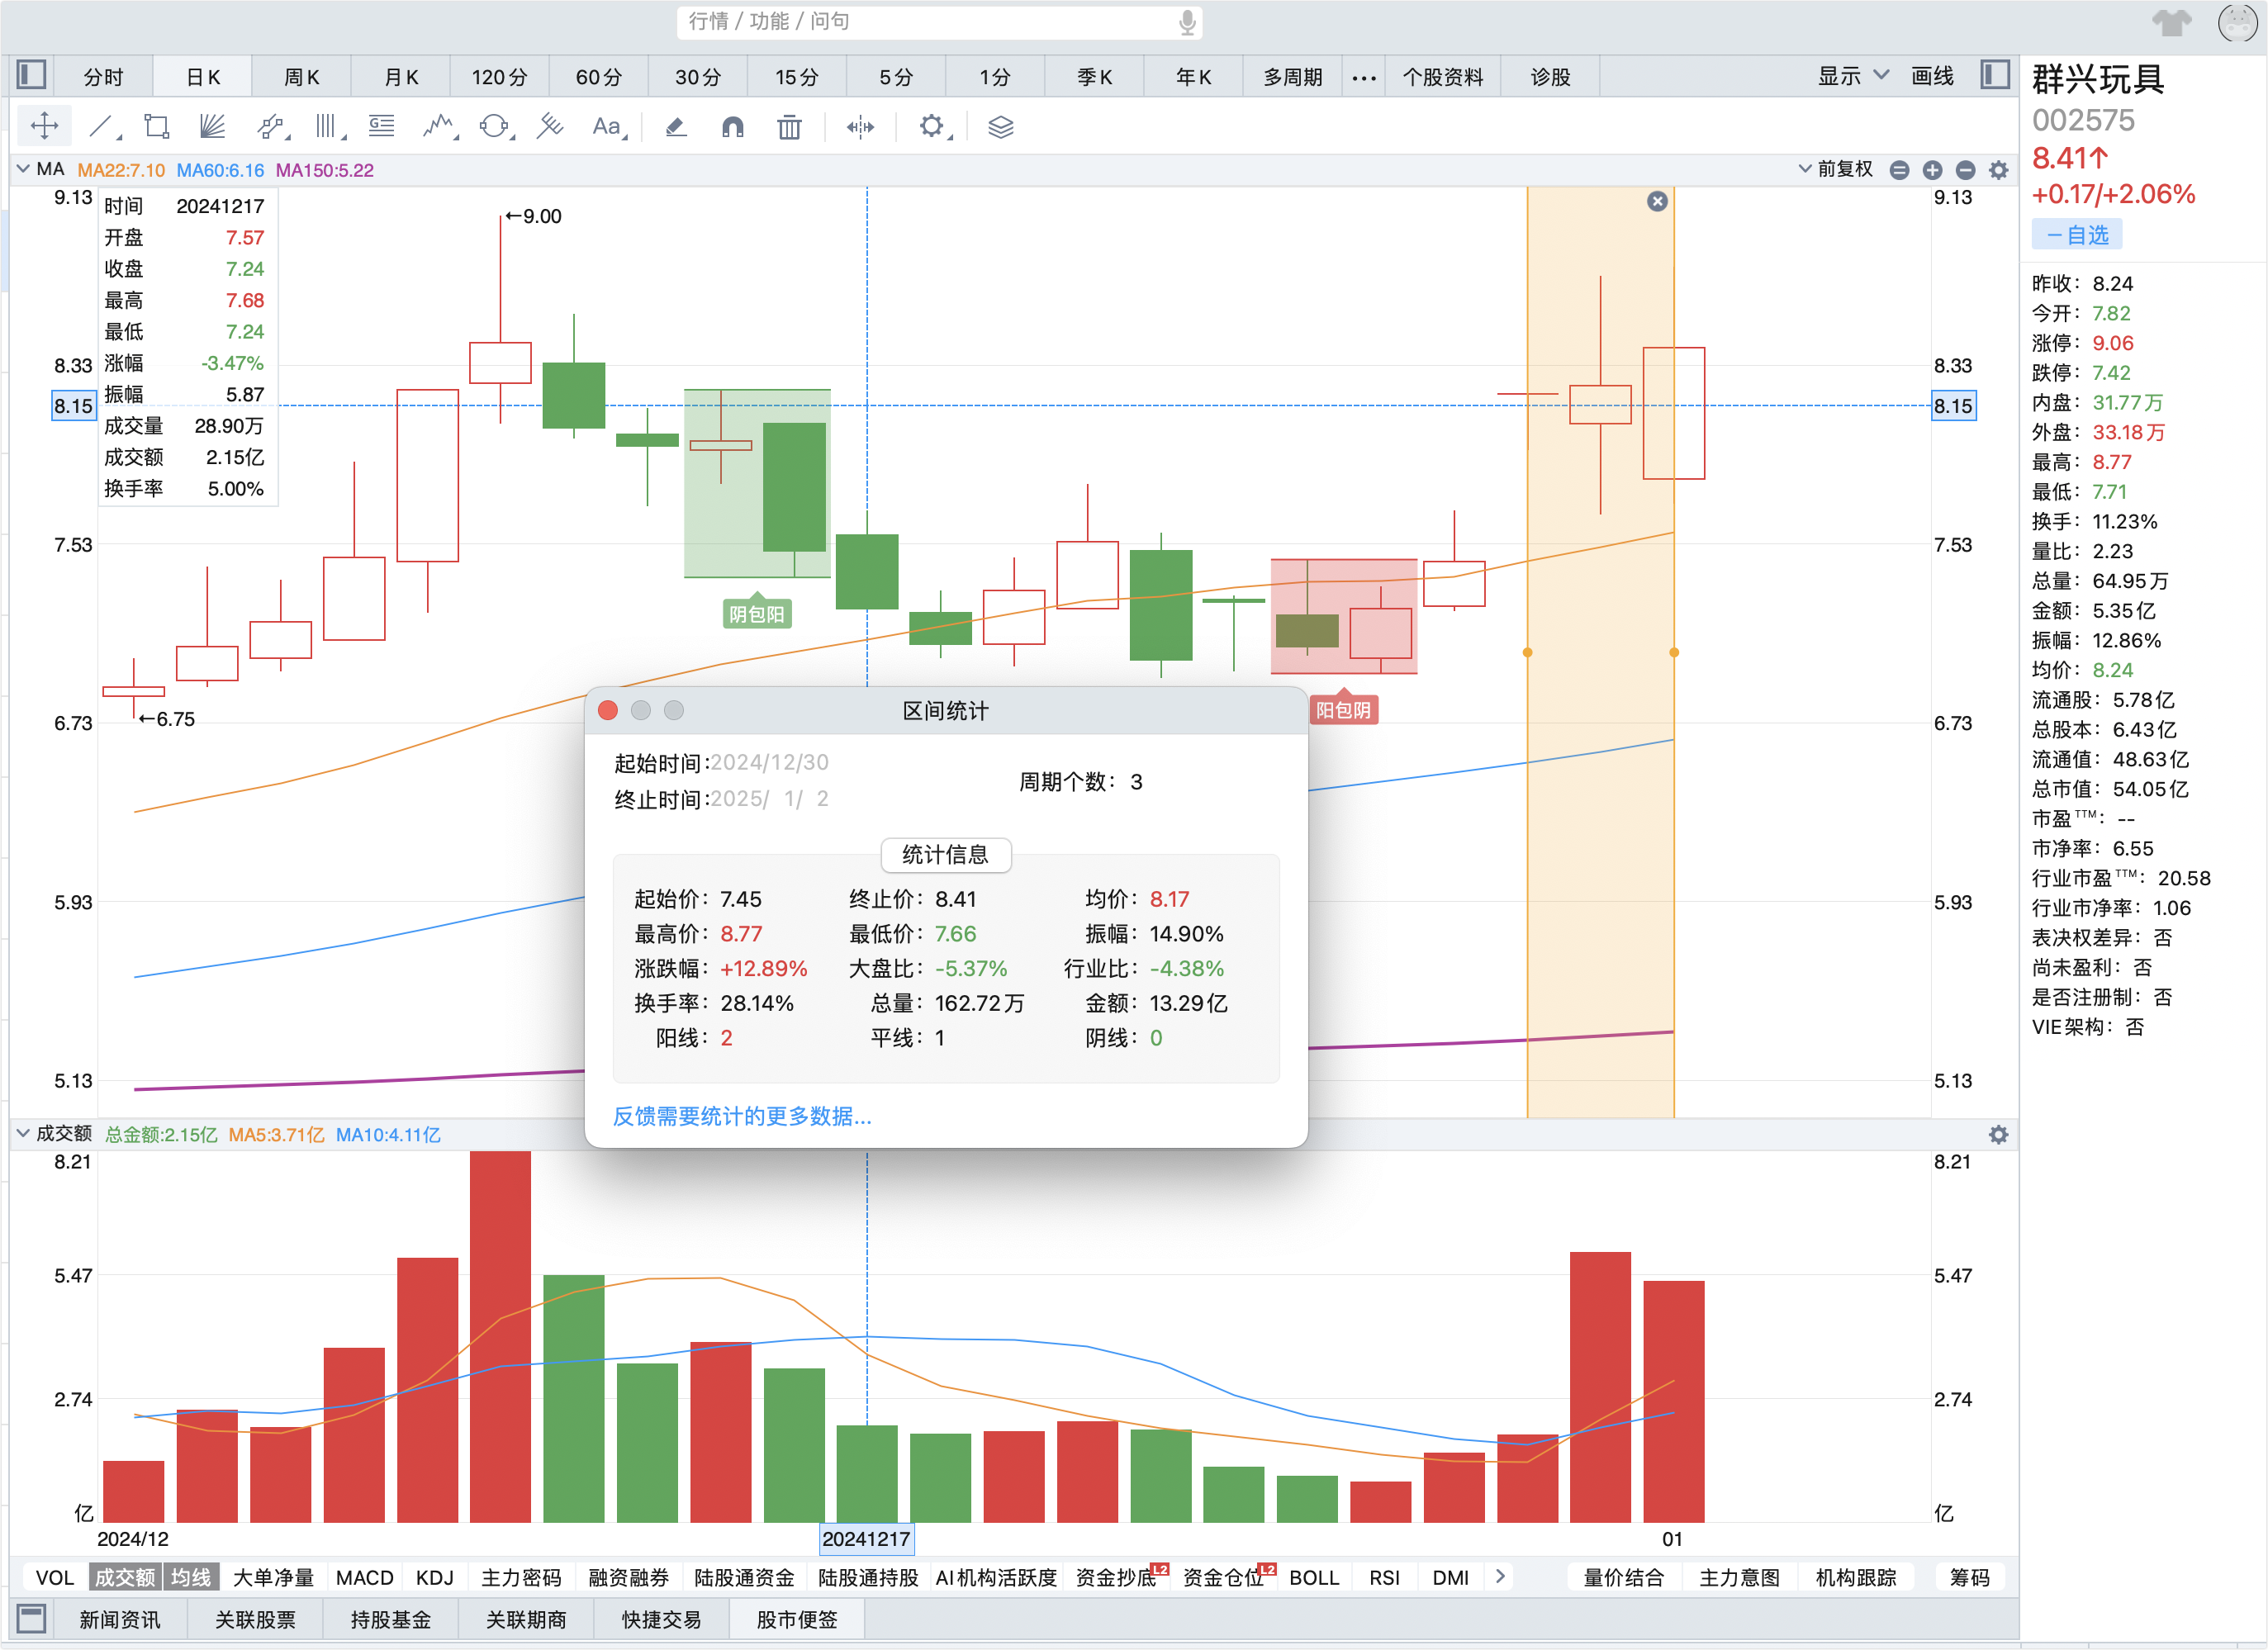 行情 / 功能 / 问句
分时 日K 周K 月K 120分 60分 30分 15分 5分 1分 季K 年K 多周期 ••• 个股资料 诊股 显示 画线
Aa
MA MA22:7.10 MA60:6.16 MA150:5.22 前复权
9.13 9.13
8.33 8.33
8.15 8.15
7.53 7.53
6.73 6.73
5.93 5.93
5.13 5.13
时间 20241217
开盘 7.57
收盘 7.24
最高 7.68
最低 7.24
涨幅 -3.47%
振幅 5.87
成交量 28.90万
成交额 2.15亿
换手率 5.00%
←9.00
←6.75
阴包阳
阳包阴
区间统计
起始时间:2024/12/30
终止时间:2025/ 1/ 2
周期个数：3
统计信息
起始价：7.45 终止价：8.41 均价：8.17
最高价：8.77 最低价：7.66 振幅：14.90%
涨跌幅：+12.89% 大盘比：-5.37% 行业比：-4.38%
换手率：28.14% 总量：162.72万 金额：13.29亿
阳线：2 平线：1 阴线：0
反馈需要统计的更多数据...
成交额 总金额:2.15亿 MA5:3.71亿 MA10:4.11亿
8.21 8.21
5.47 5.47
2.74 2.74
亿 亿
2024/12 20241217 01
VOL 成交额 均线 大单净量 MACD KDJ 主力密码 融资融券 陆股通资金 陆股通持股 AI机构活跃度 资金抄底 L2 资金仓位 L2 BOLL RSI DMI 量价结合 主力意图 机构跟踪 筹码
新闻资讯 关联股票 持股基金 关联期商 快捷交易 股市便签
群兴玩具
002575
8.41↑
+0.17/+2.06%
－自选
昨收：8.24
今开：7.82
涨停：9.06
跌停：7.42
内盘：31.77万
外盘：33.18万
最高：8.77
最低：7.71
换手：11.23%
量比：2.23
总量：64.95万
金额：5.35亿
振幅：12.86%
均价：8.24
流通股：5.78亿
总股本：6.43亿
流通值：48.63亿
总市值：54.05亿
市盈TTM：--
市净率：6.55
行业市盈TTM：20.58
行业市净率：1.06
表决权差异：否
尚未盈利：否
是否注册制：否
VIE架构：否